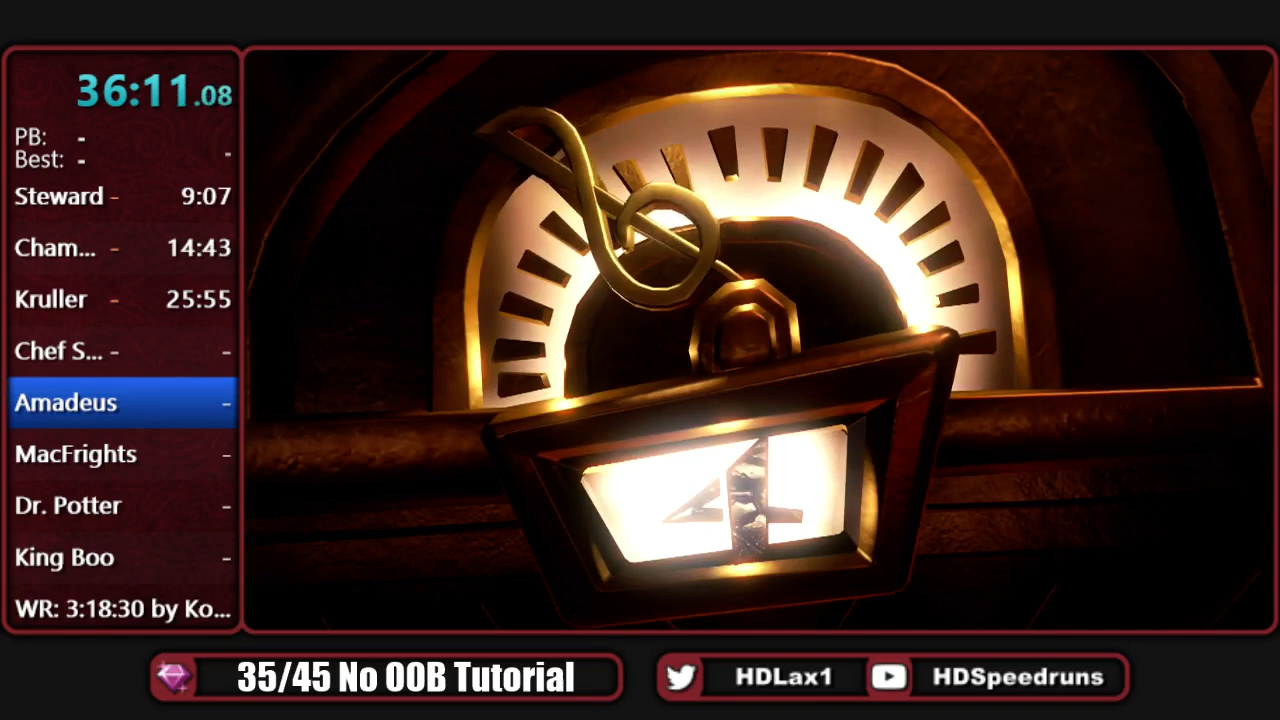 36:11.08
PB: -
Best: - -
Steward - 9:07
Cham... - 14:43
Kruller - 25:55
Chef S... - -
Amadeus -
MacFrights -
Dr. Potter -
King Boo -
WR: 3:18:30 by Ko...
4
35/45 No OOB Tutorial
HDLax1
HDSpeedruns